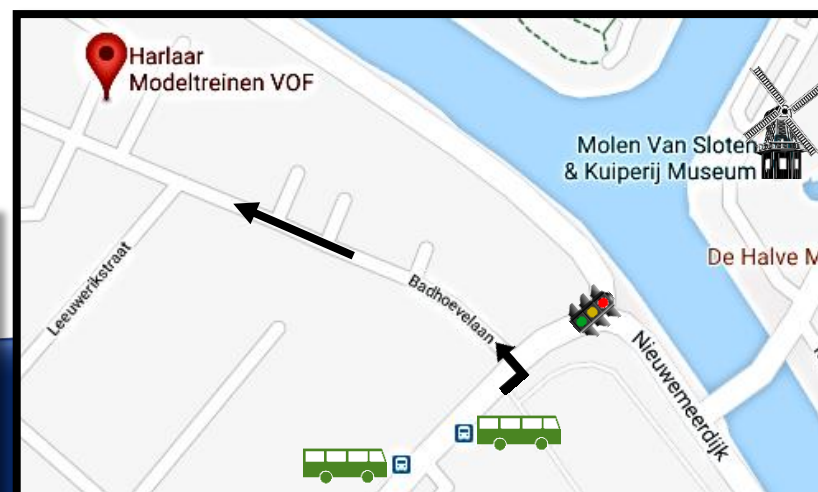 Harlaar
Modeltreinen VOF
Molen Van Sloten
& Kuiperij Museum
De Halve M
Leeuwerikstraat
Badhoevelaan
Nieuwemeerdijk